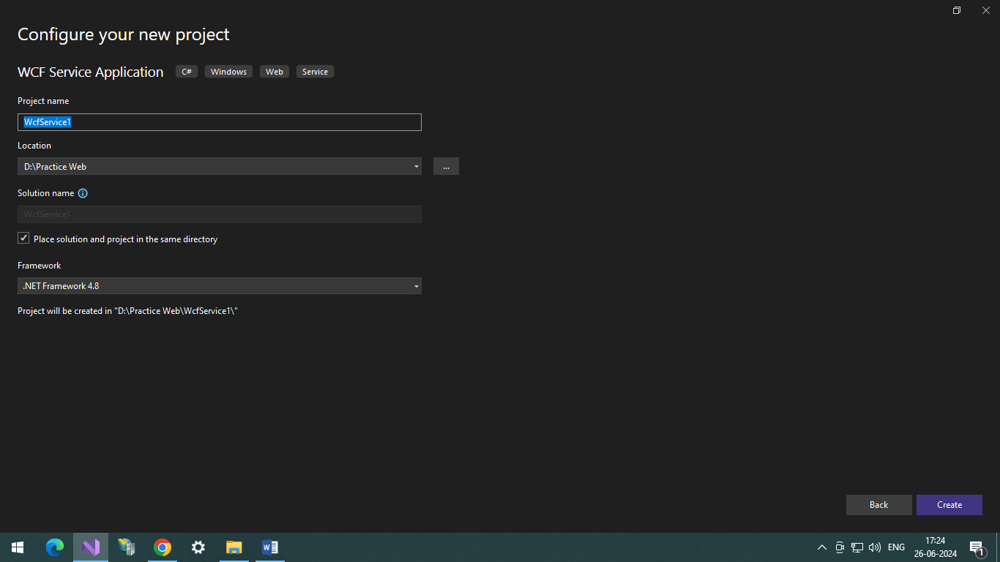 Configure your new project
WCF Service Application C# Windows Web Service
Project name
WcfService1
Location
D:\Practice Web
...
Solution name
WcfService1
Place solution and project in the same directory
Framework
.NET Framework 4.8
Project will be created in "D:\Practice Web\WcfService1\"
Back Create
ENG
17:24
26-06-2024
1